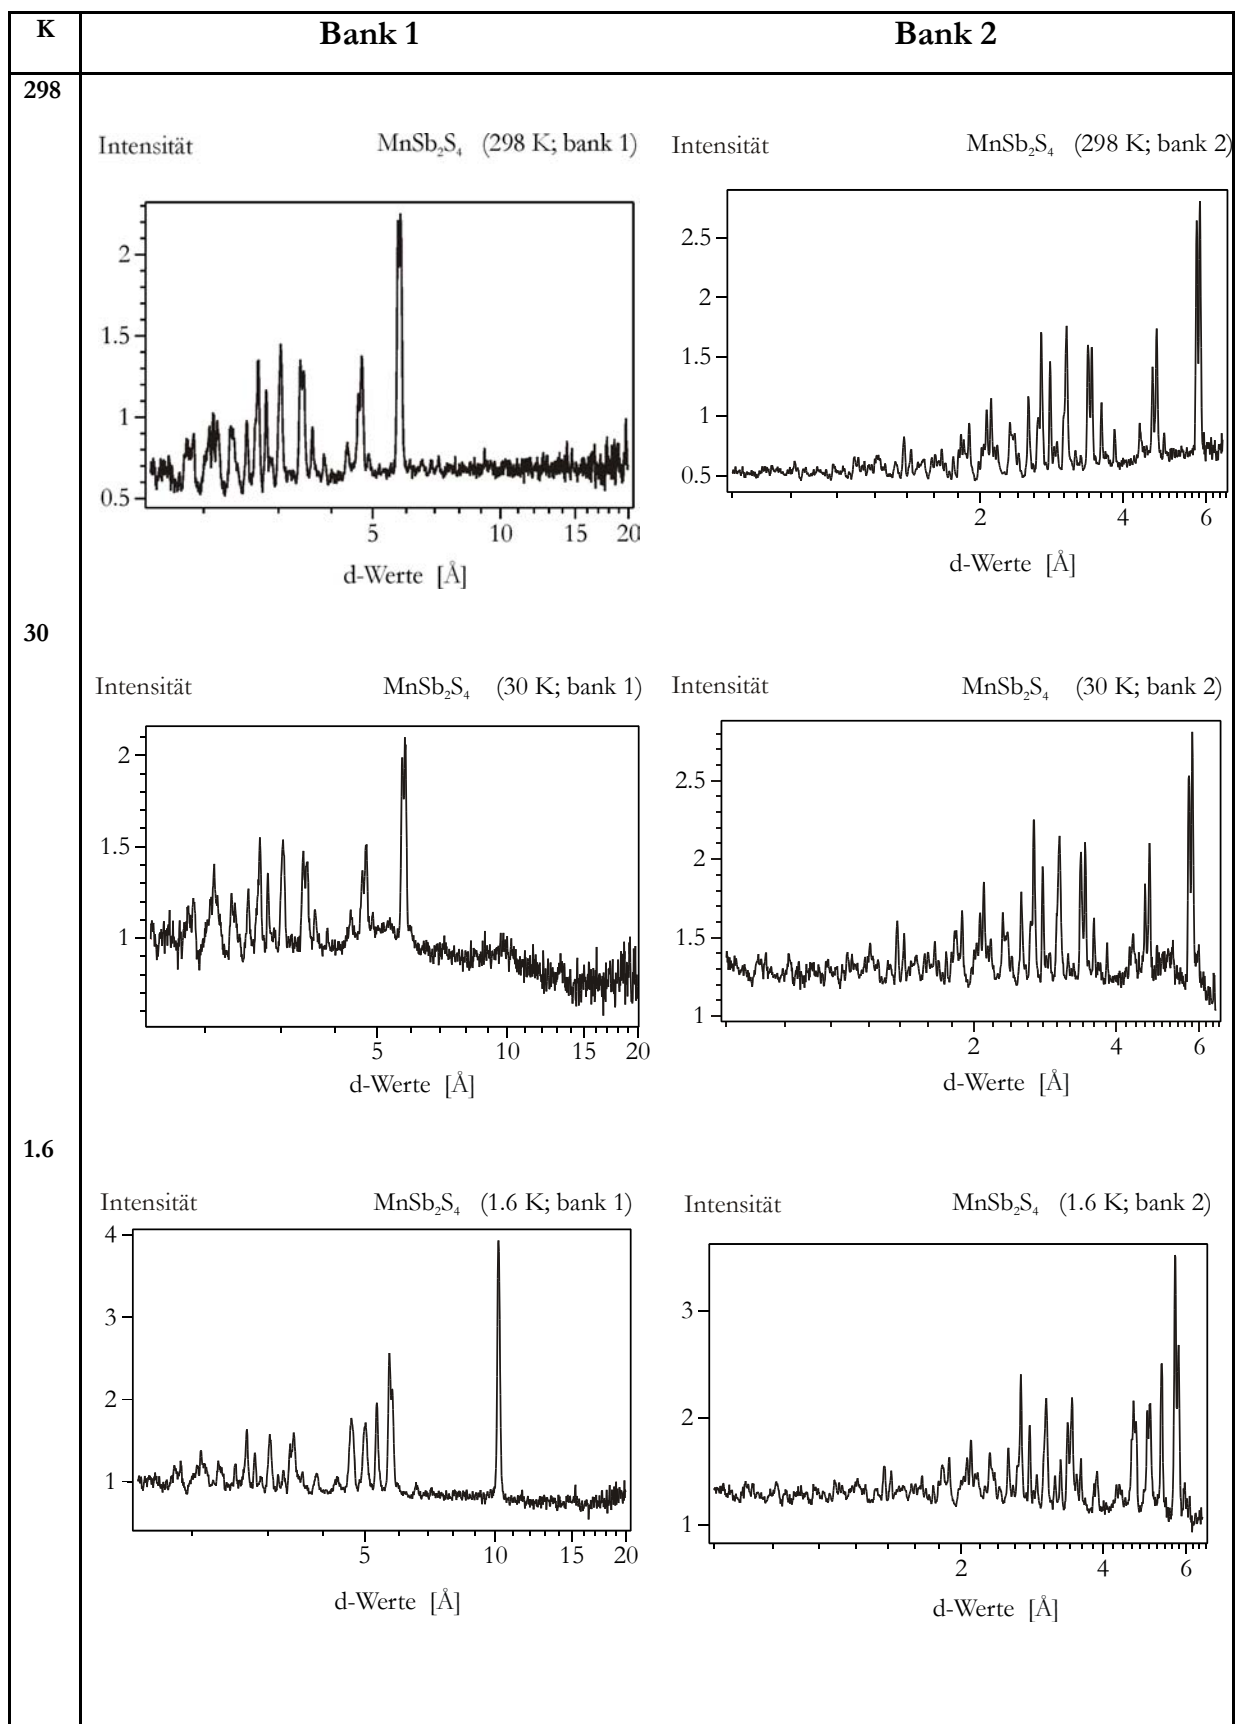 K Bank 1 Bank 2
298
Intensität MnSb₂S₄ (298 K; bank 1)
2
1.5
1
0.5
5 10 15 20
d-Werte [Å]
Intensität MnSb₂S₄ (298 K; bank 2)
2.5
2
1.5
1
0.5
2 4 6
d-Werte [Å]
30
Intensität MnSb₂S₄ (30 K; bank 1)
2
1.5
1
5 10 15 20
d-Werte [Å]
Intensität MnSb₂S₄ (30 K; bank 2)
2.5
2
1.5
1
2 4 6
d-Werte [Å]
1.6
Intensität MnSb₂S₄ (1.6 K; bank 1)
4
3
2
1
5 10 15 20
d-Werte [Å]
Intensität MnSb₂S₄ (1.6 K; bank 2)
3
2
1
2 4 6
d-Werte [Å]